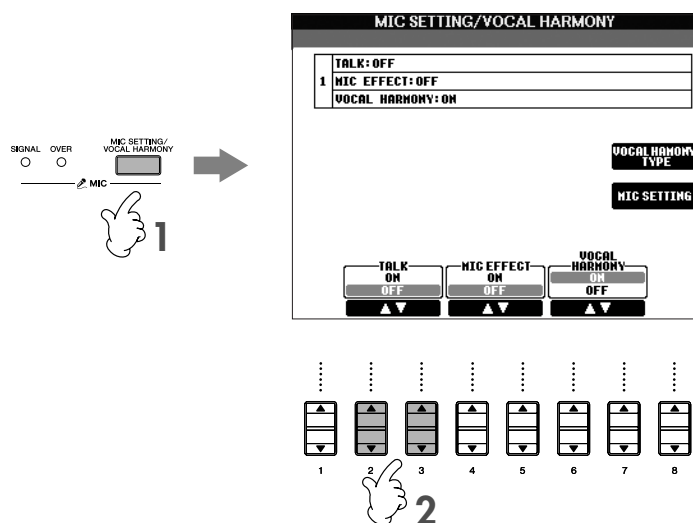 MIC SETTING/VOCAL HARMONY
TALK:OFF
1 MIC EFFECT:OFF
VOCAL HARMONY:ON
SIGNAL OVER MIC SETTING/
VOCAL HARMONY
MIC
1
VOCAL HAMONY
TYPE
MIC SETTING
TALK MIC EFFECT VOCAL
HARMONY
ON ON ON
OFF OFF OFF
1 2 3 4 5 6 7 8
2